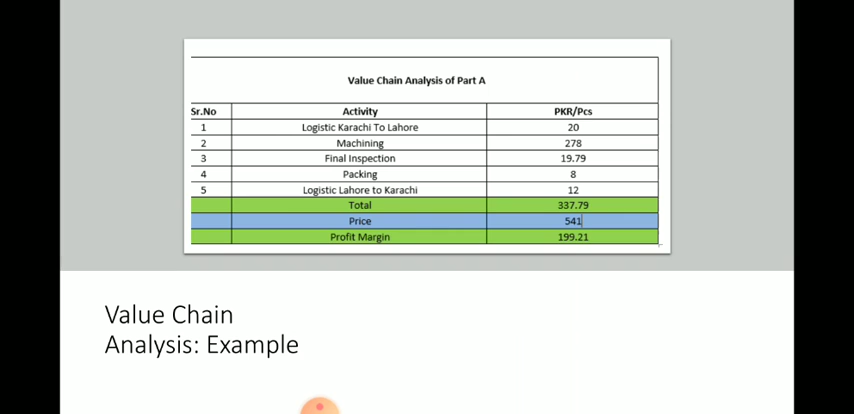 Value Chain Analysis of Part A
Sr.No Activity PKR/Pcs
1 Logistic Karachi To Lahore 20
2 Machining 278
3 Final Inspection 19.79
4 Packing 8
5 Logistic Lahore to Karachi 12
Total 337.79
Price 541
Profit Margin 199.21
Value Chain
Analysis: Example